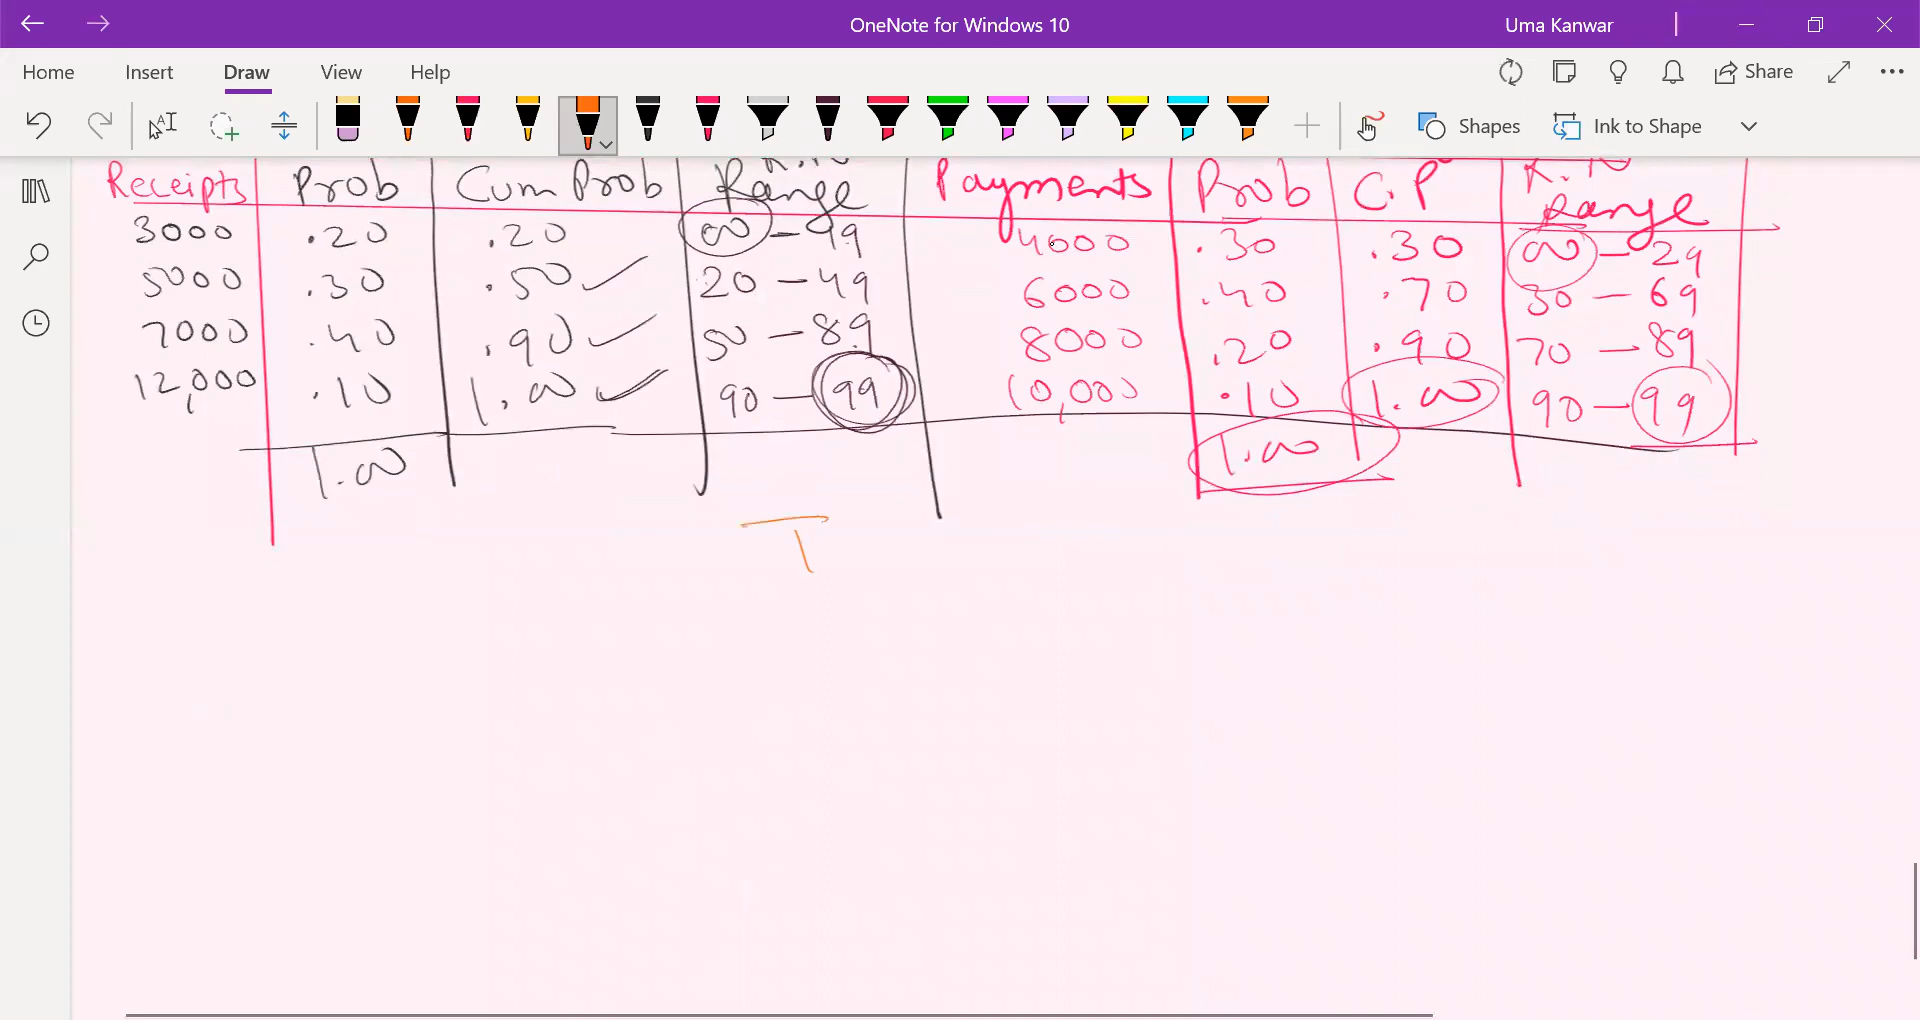 OneNote for Windows 10
Uma Kanwar
Home Insert Draw View Help
Share
Shapes
Ink to Shape
R.N R.N
Receipts Prob Cum Prob Range Payments Prob C.P Range
3000 .20 .20 00 – 19 4000 .30 .30 00 – 29
5000 .30 .50 20 – 49 6000 .40 .70 30 – 69
7000 .40 .90 50 – 89 8000 .20 .90 70 – 89
12,000 .10 1.00 90 – 99 10,000 .10 1.00 90 – 99
1.00 1.00
T